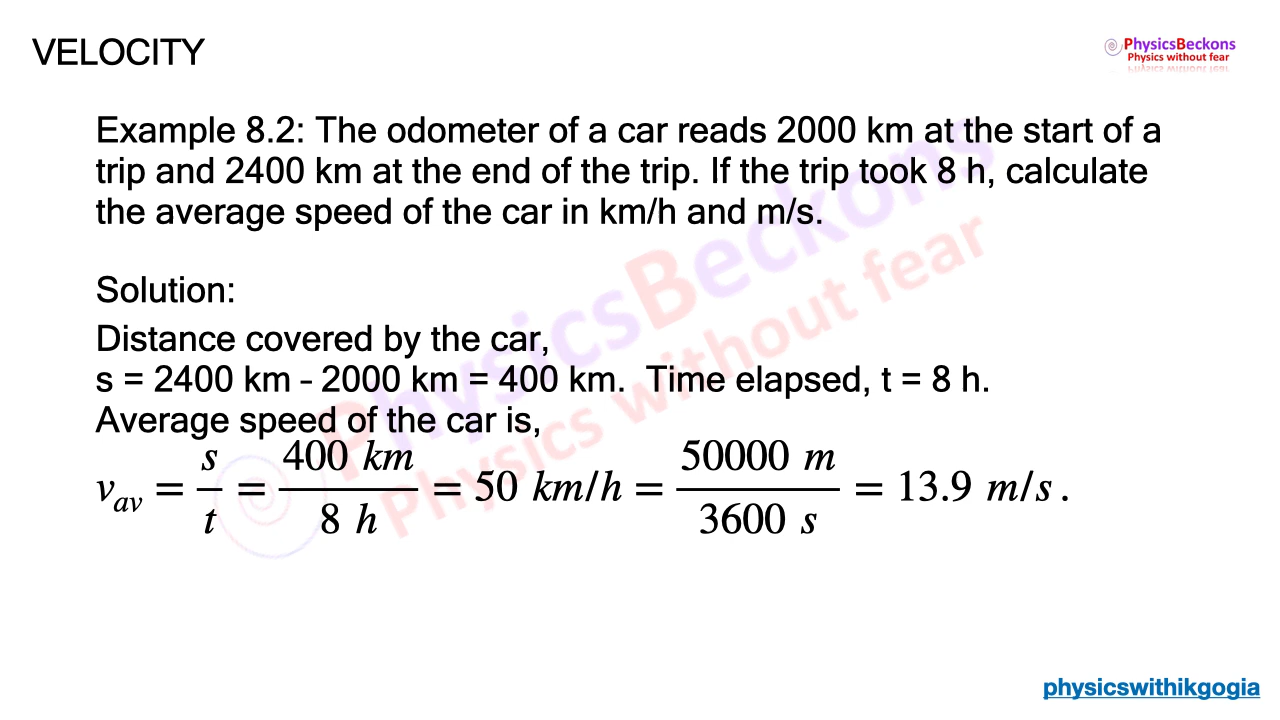 VELOCITY
PhysicsBeckons
Physics without fear
Example 8.2: The odometer of a car reads 2000 km at the start of a
trip and 2400 km at the end of the trip. If the trip took 8 h, calculate
the average speed of the car in km/h and m/s.
Solution:
Distance covered by the car,
s = 2400 km – 2000 km = 400 km. Time elapsed, t = 8 h.
Average speed of the car is,
v_av = s/t = 400 km / 8 h = 50 km/h = 50000 m / 3600 s = 13.9 m/s .
PhysicsBeckons
Physics without fear
physicswithikgogia